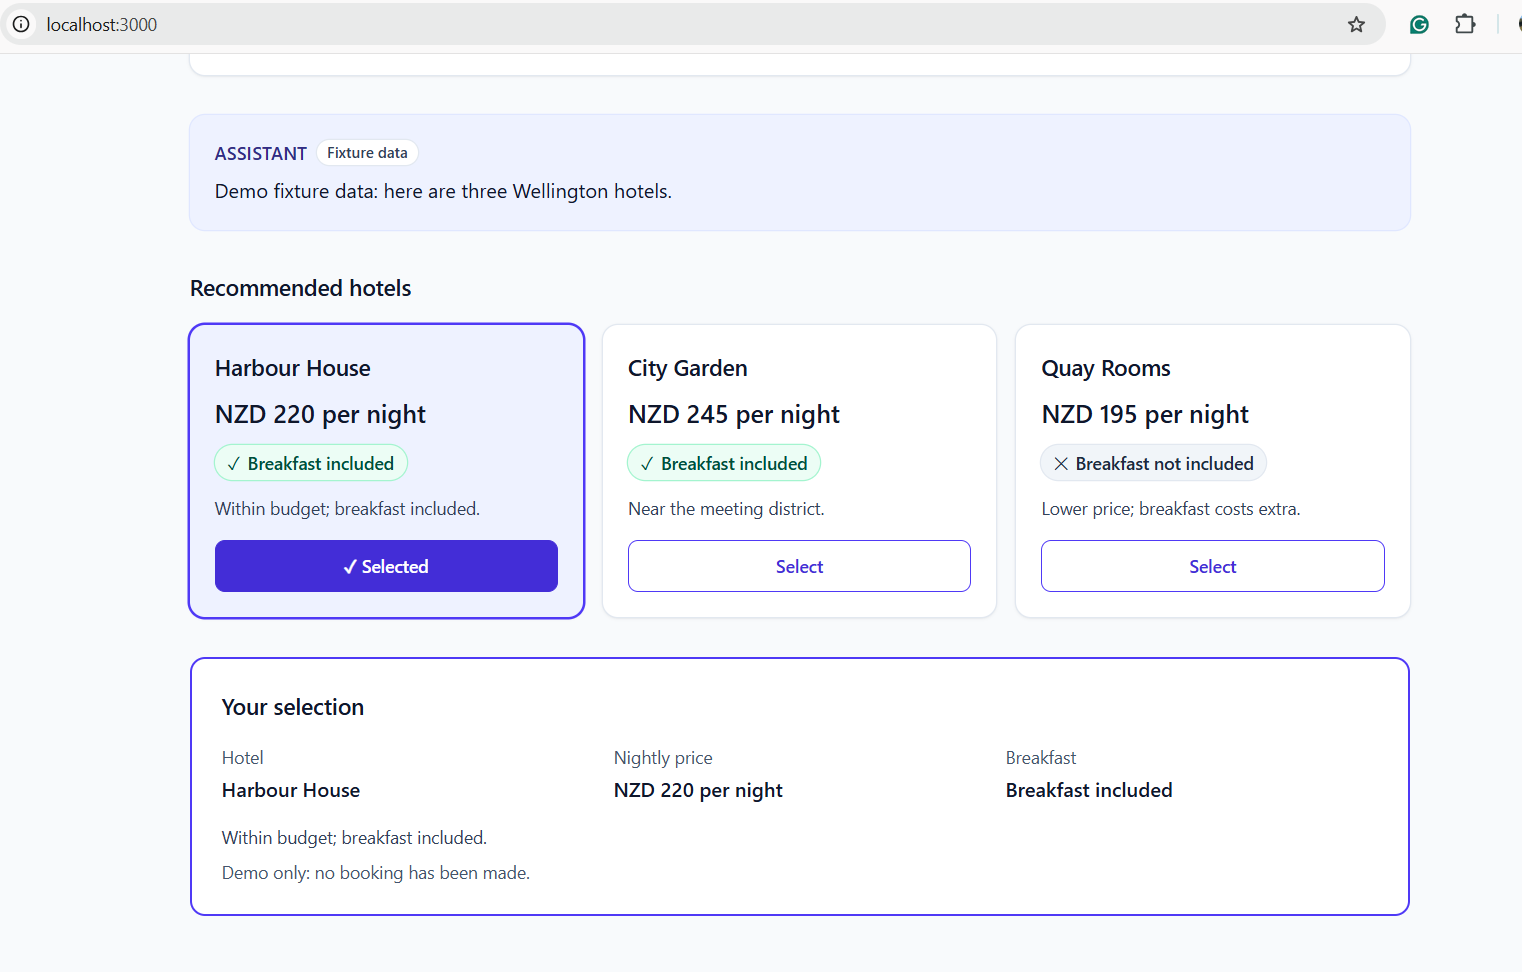 localhost:3000
ASSISTANT Fixture data
Demo fixture data: here are three Wellington hotels.
Recommended hotels
Harbour House
NZD 220 per night
✓ Breakfast included
Within budget; breakfast included.
✓ Selected
City Garden
NZD 245 per night
✓ Breakfast included
Near the meeting district.
Select
Quay Rooms
NZD 195 per night
✕ Breakfast not included
Lower price; breakfast costs extra.
Select
Your selection
Hotel
Harbour House
Nightly price
NZD 220 per night
Breakfast
Breakfast included
Within budget; breakfast included.
Demo only: no booking has been made.